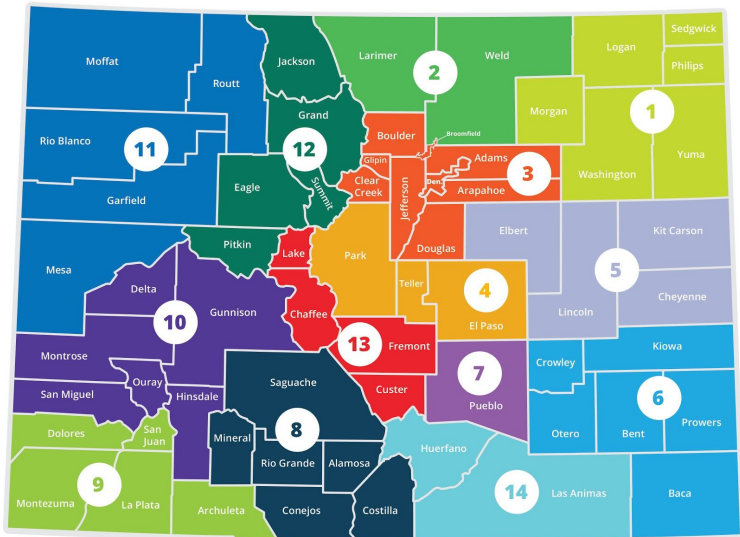 Moffat
Routt
Jackson
Larimer
Weld
Logan
Sedgwick
Philips
2
Grand
Morgan
1
Rio Blanco
11
12
Boulder
Broomfield
Yuma
Washington
Gilpin
Adams
3
Den.
Eagle
Summit
Clear
Creek
Jefferson
Arapahoe
Garfield
Pitkin
Lake
Park
Douglas
Elbert
Kit Carson
Mesa
5
Delta
Gunnison
Teller
4
Cheyenne
10
Chaffee
El Paso
Lincoln
Montrose
13
Fremont
Kiowa
Crowley
Ouray
Saguache
7
San Miguel
Hinsdale
Custer
Pueblo
6
Dolores
San
Juan
Mineral
8
Huerfano
Otero
Bent
Prowers
Rio Grande
Alamosa
9
14
Las Animas
Baca
Montezuma
La Plata
Archuleta
Conejos
Costilla